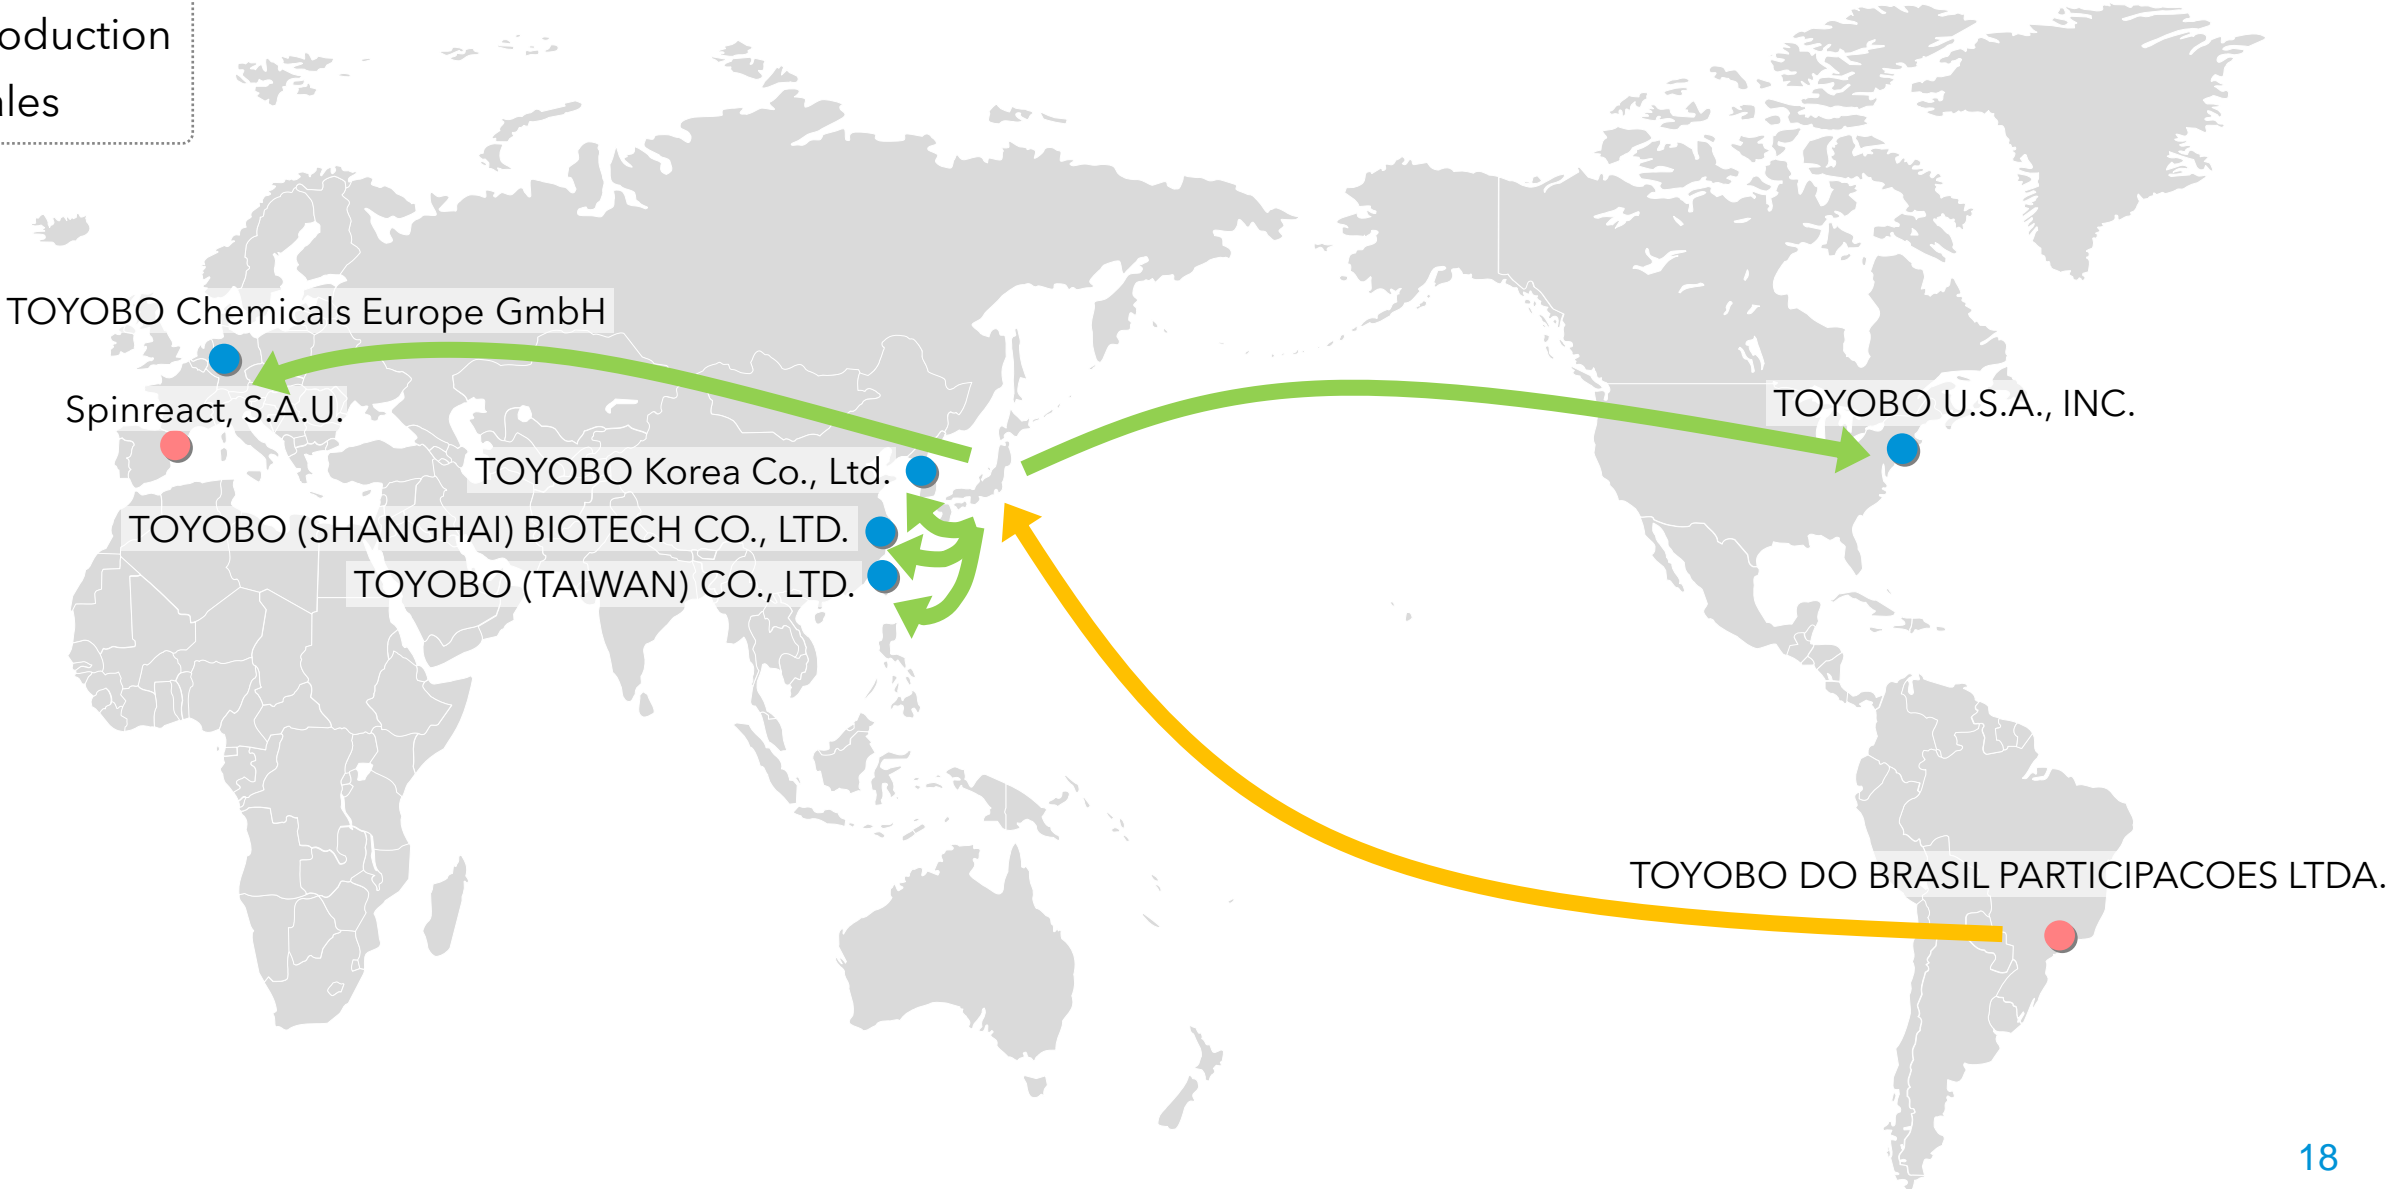 oduction
ales
TOYOBO Chemicals Europe GmbH
Spinreact, S.A.U.
TOYOBO U.S.A., INC.
TOYOBO Korea Co., Ltd.
TOYOBO (SHANGHAI) BIOTECH CO., LTD.
TOYOBO (TAIWAN) CO., LTD.
TOYOBO DO BRASIL PARTICIPACOES LTDA.
18